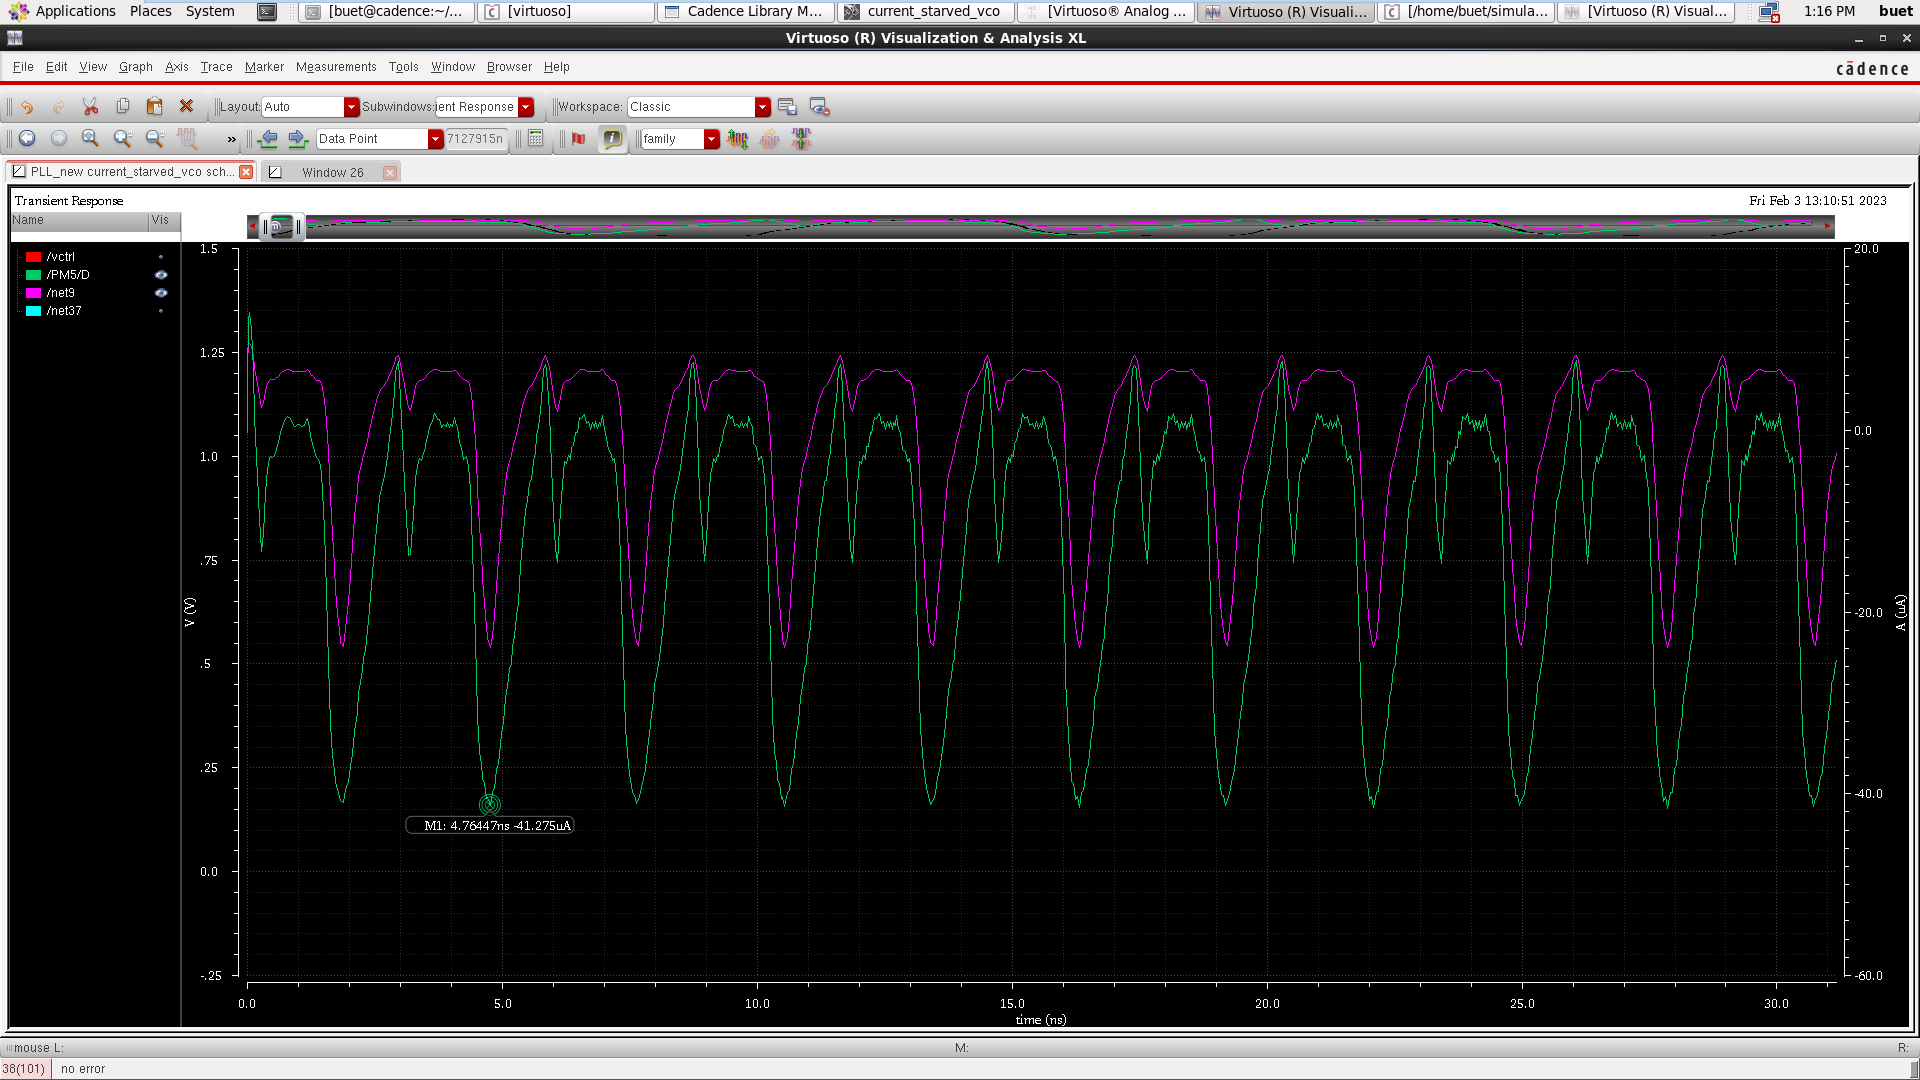 Applications Places System [buet@cadence:~/... [virtuoso] Cadence Library M... current_starved_vco [Virtuoso® Analog ... Virtuoso (R) Visuali... [/home/buet/simula... [Virtuoso (R) Visual... 1:16 PM buet
Virtuoso (R) Visualization & Analysis XL
File Edit View Graph Axis Trace Marker Measurements Tools Window Browser Help
cādence
Layout: Auto Subwindows: ient Response Workspace: Classic
» Data Point 7127915n family
PLL_new current_starved_vco sch... Window 26
Transient Response
Fri Feb 3 13:10:51 2023
Name Vis
/vctrl
/PM5/D
/net9
/net37
1.5
1.25
1.0
.75
.5
.25
0.0
-.25
V (V)
20.0
0.0
-20.0
-40.0
-60.0
A (uA)
M1: 4.76447ns -41.275uA
0.0 5.0 10.0 15.0 20.0 25.0 30.0
time (ns)
mouse L: M: R:
38(101) no error